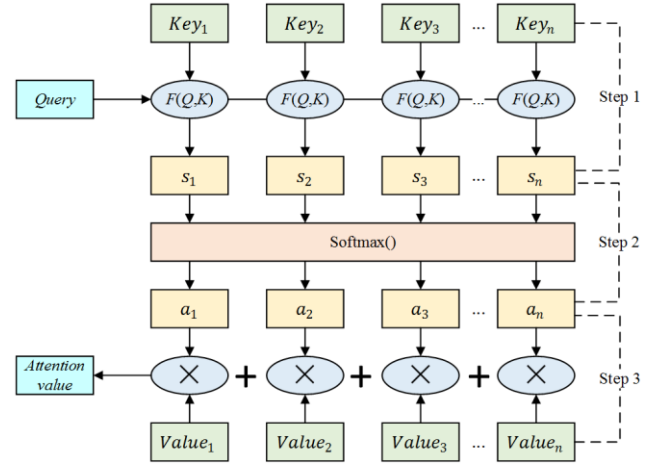 Key₁ Key₂ Key₃ ... Keyₙ
Query F(Q,K) F(Q,K) F(Q,K) ... F(Q,K) Step 1
s₁ s₂ s₃ ... sₙ
Softmax() Step 2
a₁ a₂ a₃ ... aₙ
Attention
value × + × + × + × Step 3
Value₁ Value₂ Value₃ ... Valueₙ